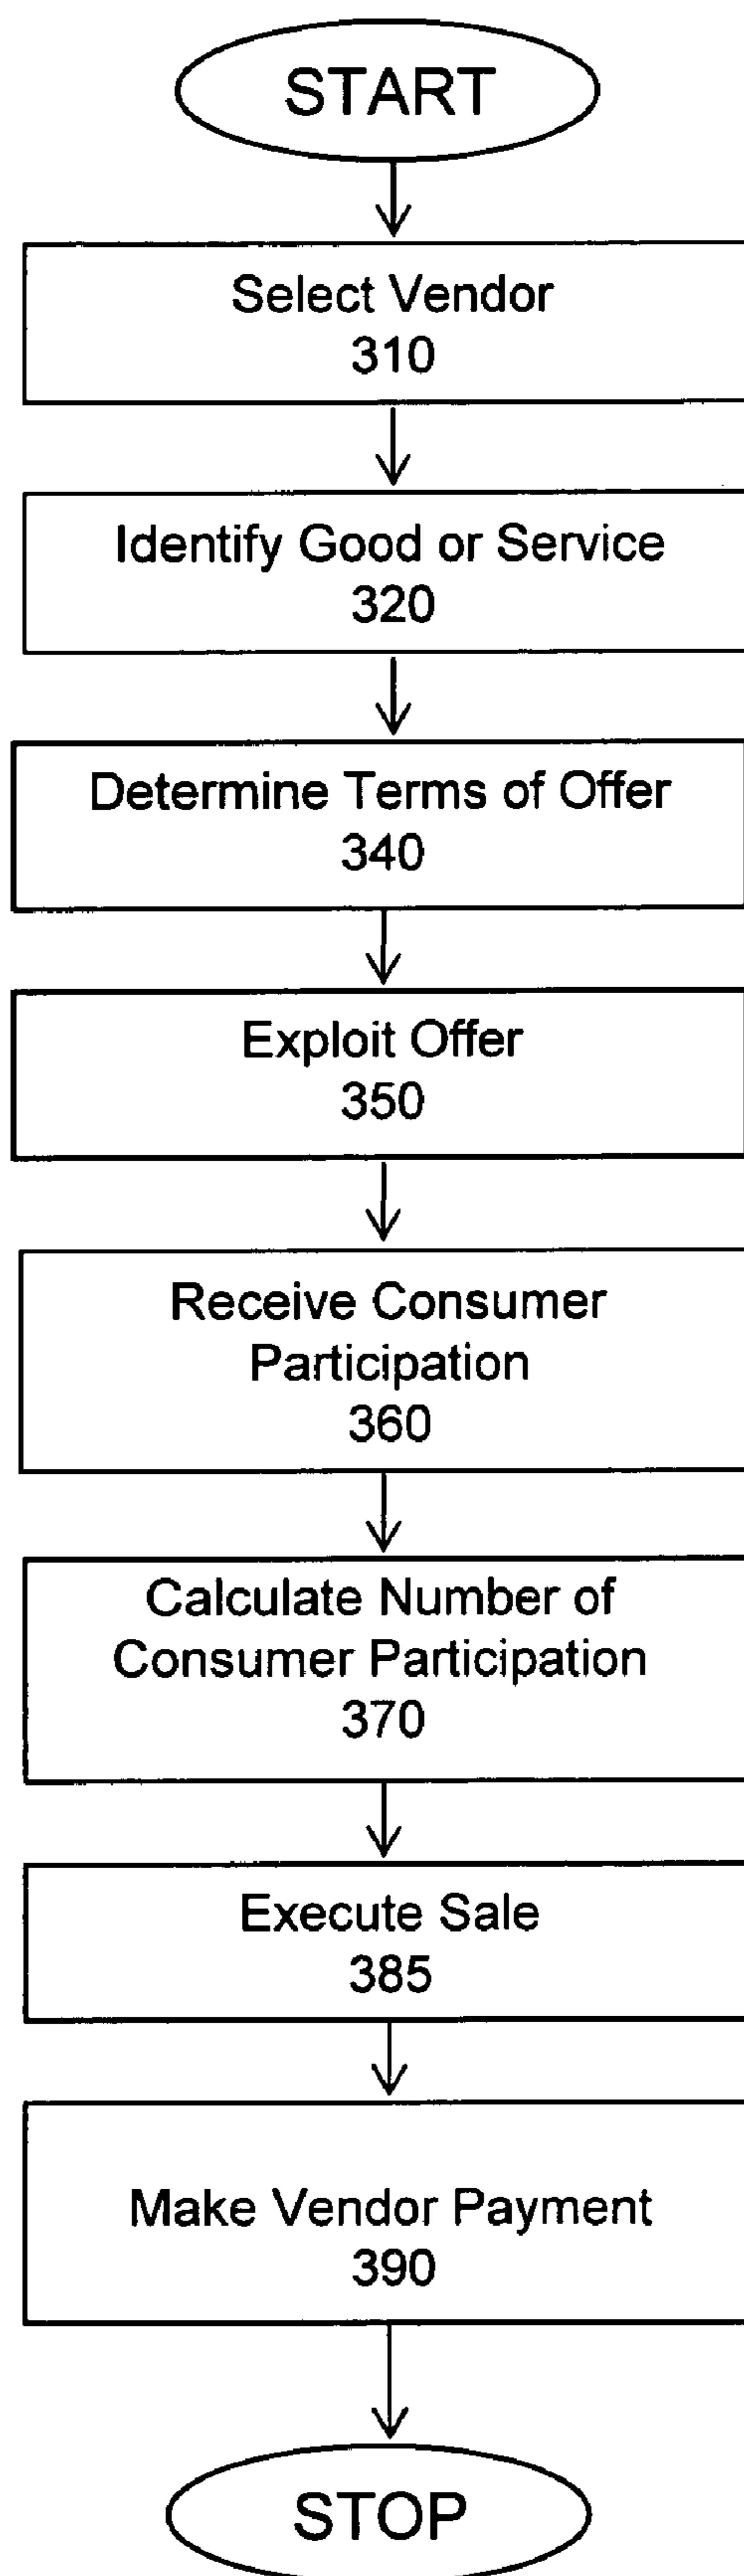 START
Select Vendor
310
Identify Good or Service
320
Determine Terms of Offer
340
Exploit Offer
350
Receive Consumer
Participation
360
Calculate Number of
Consumer Participation
370
Execute Sale
385
Make Vendor Payment
390
STOP